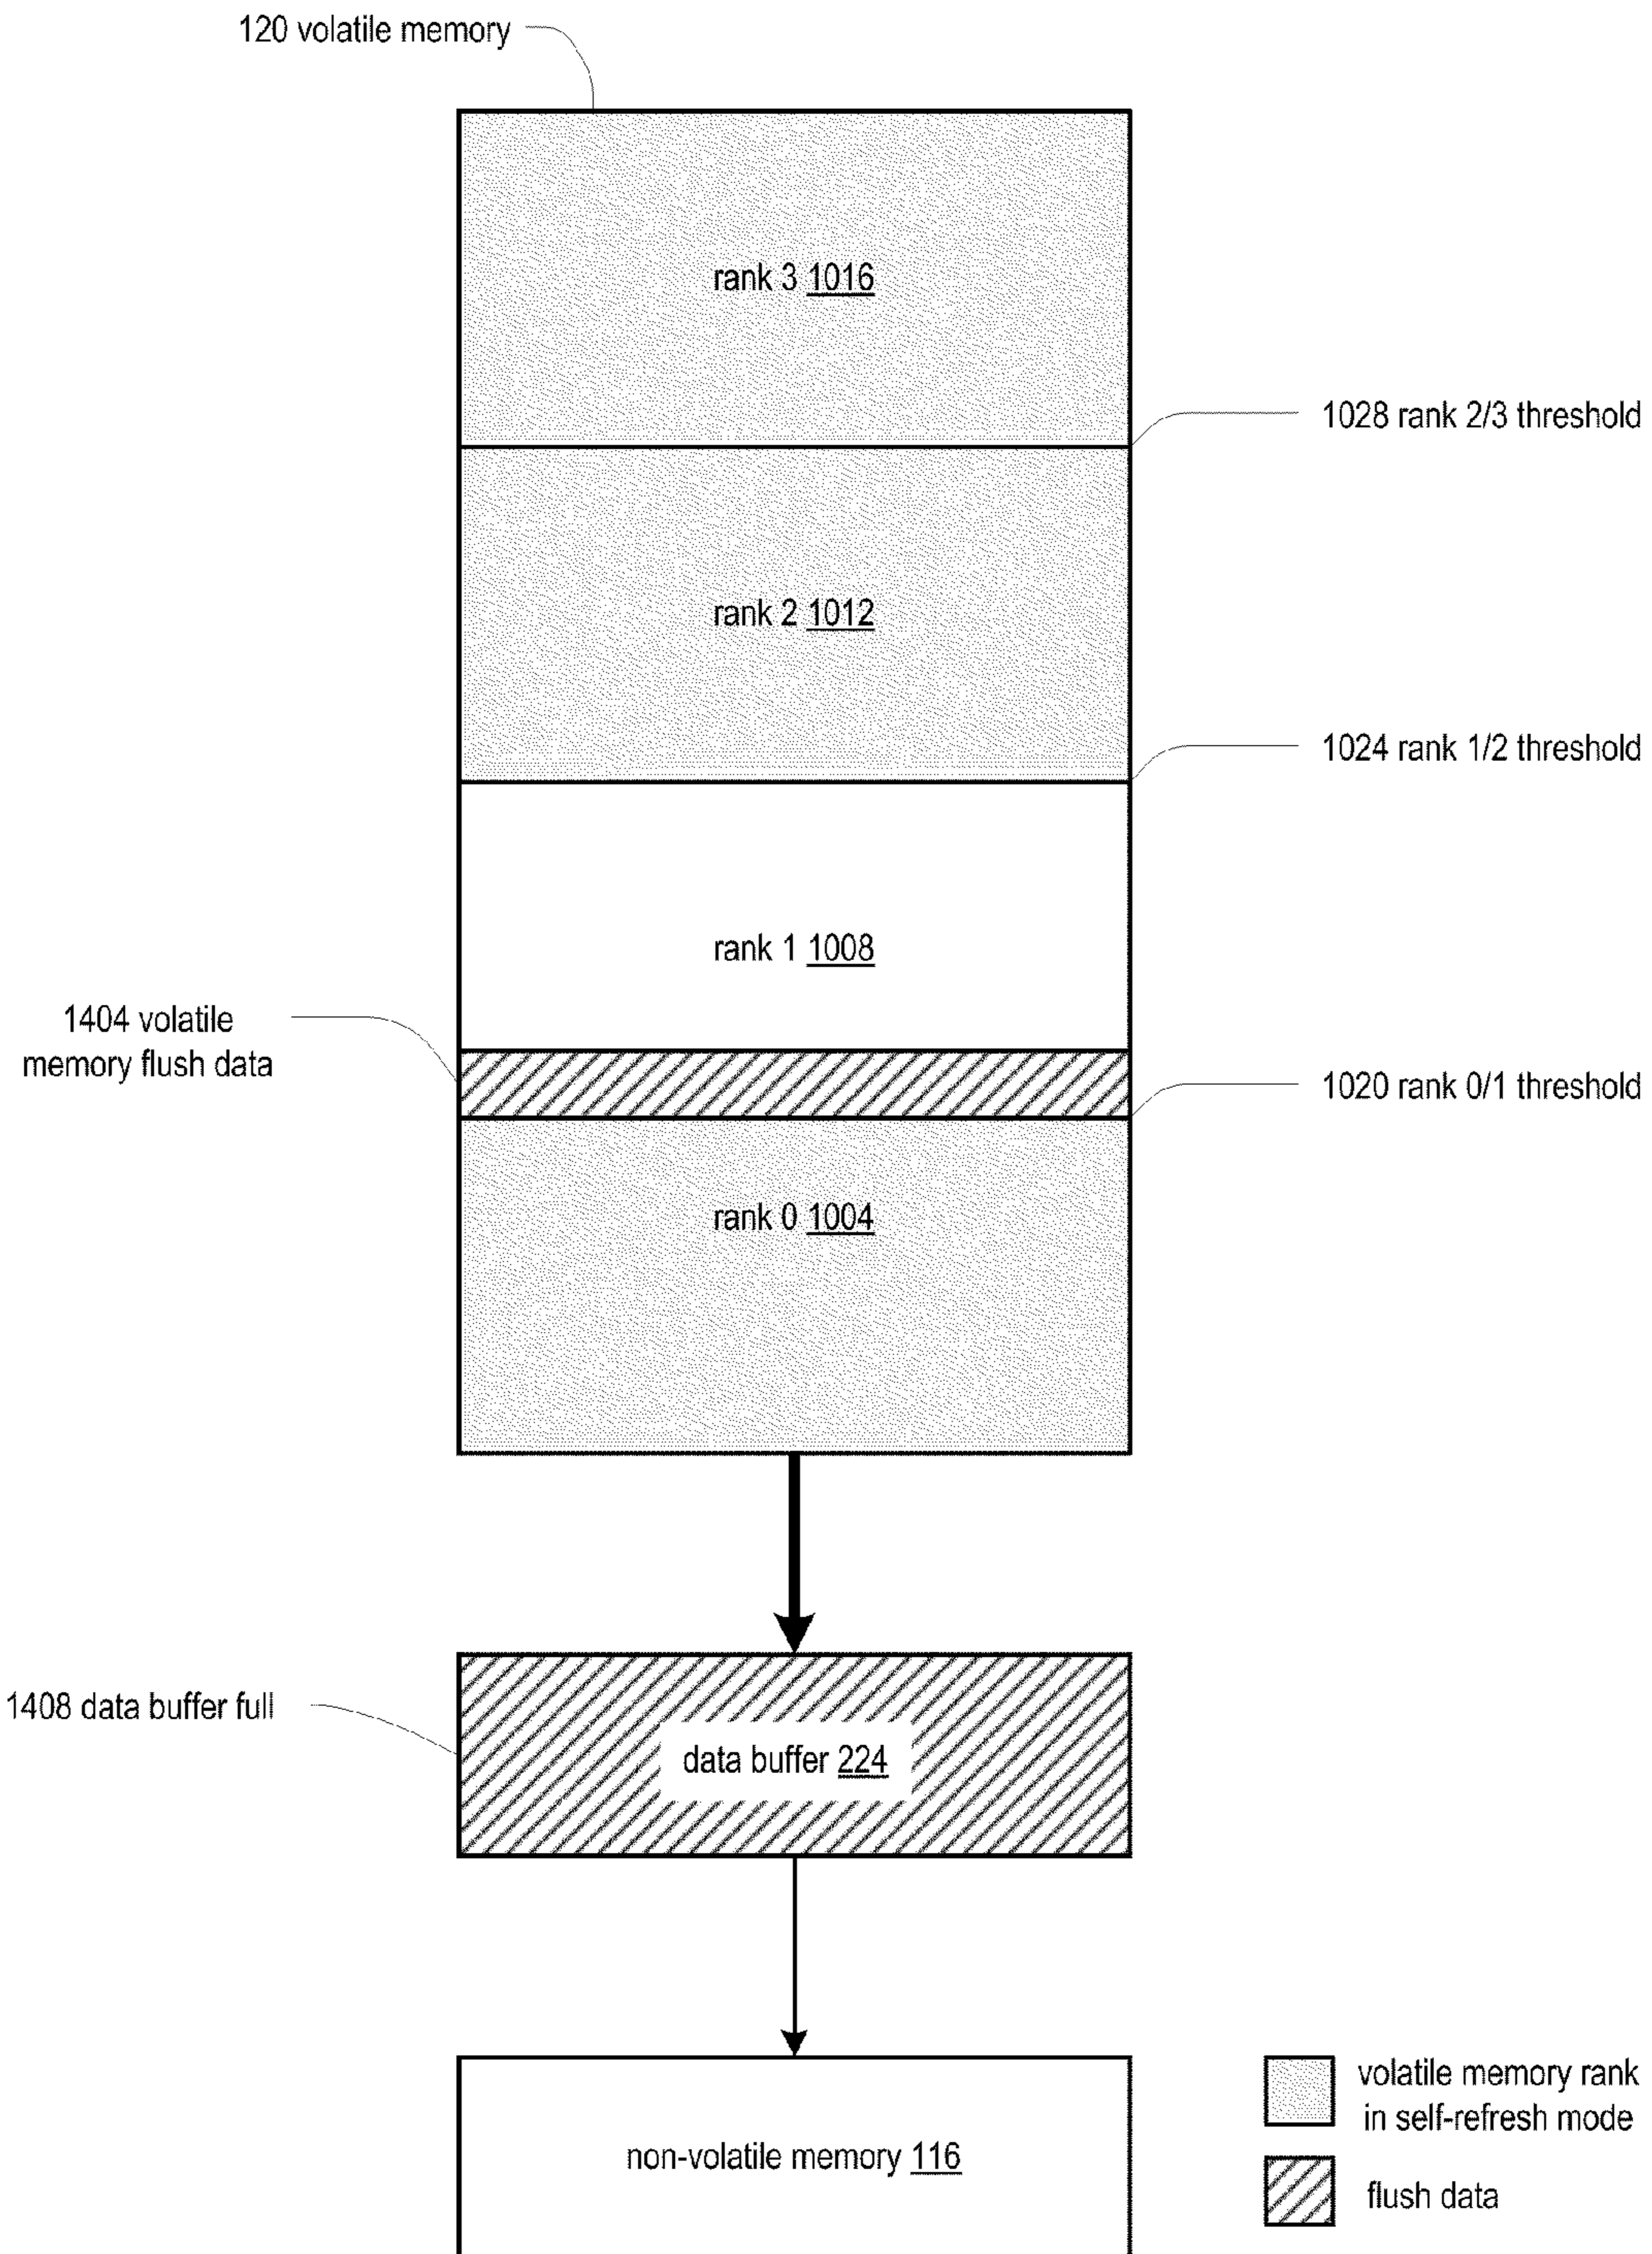 120 volatile memory
rank 3 1016
1028 rank 2/3 threshold
rank 2 1012
1024 rank 1/2 threshold
rank 1 1008
1404 volatile
memory flush data
1020 rank 0/1 threshold
rank 0 1004
1408 data buffer full
data buffer 224
volatile memory rank
in self-refresh mode
non-volatile memory 116
flush data